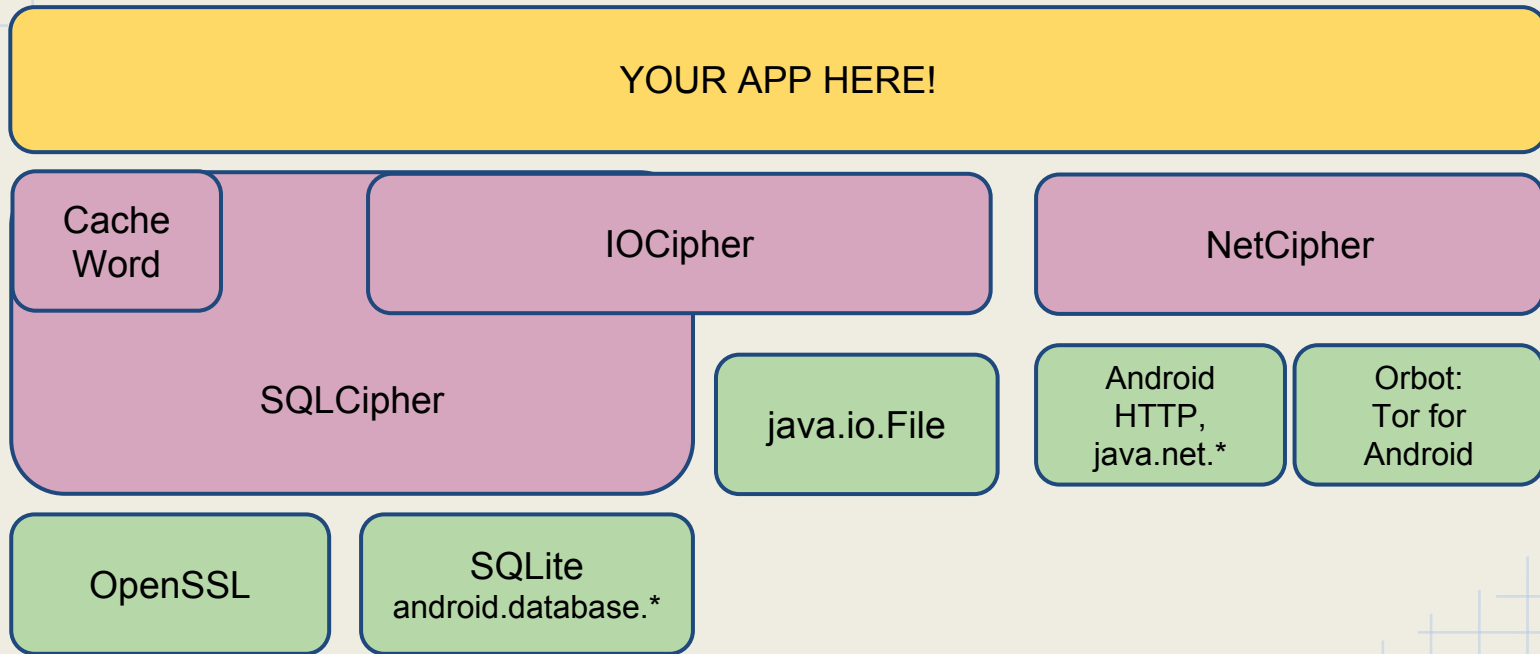 YOUR APP HERE!
Cache
Word
IOCipher
NetCipher
SQLCipher
java.io.File
Android
HTTP,
java.net.*
Orbot:
Tor for
Android
OpenSSL
SQLite
android.database.*